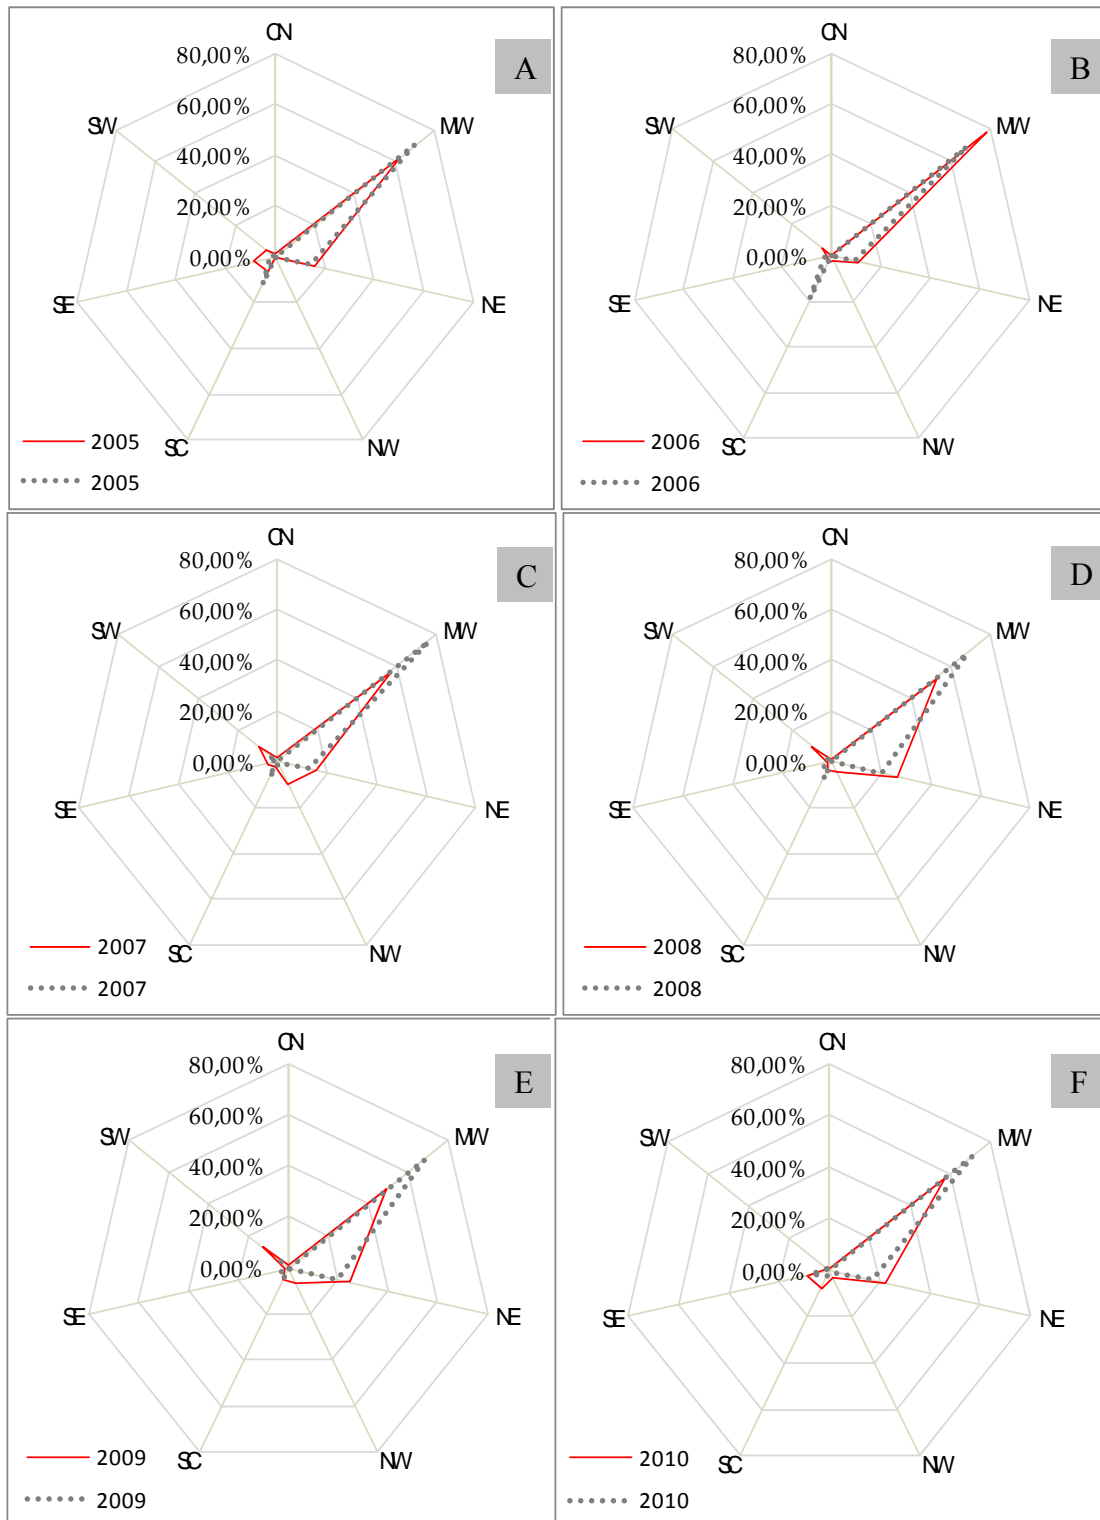 CN
80,00%
A
60,00%
SW
MW
40,00%
20,00%
0,00%
SE
NE
SC
NW
2005
2005
CN
80,00%
B
60,00%
SW
MW
40,00%
20,00%
0,00%
SE
NE
SC
NW
2006
2006
CN
80,00%
C
60,00%
SW
MW
40,00%
20,00%
0,00%
SE
NE
SC
NW
2007
2007
CN
80,00%
D
60,00%
SW
MW
40,00%
20,00%
0,00%
SE
NE
SC
NW
2008
2008
CN
80,00%
E
60,00%
SW
MW
40,00%
20,00%
0,00%
SE
NE
SC
NW
2009
2009
CN
80,00%
F
60,00%
SW
MW
40,00%
20,00%
0,00%
SE
NE
SC
NW
2010
2010